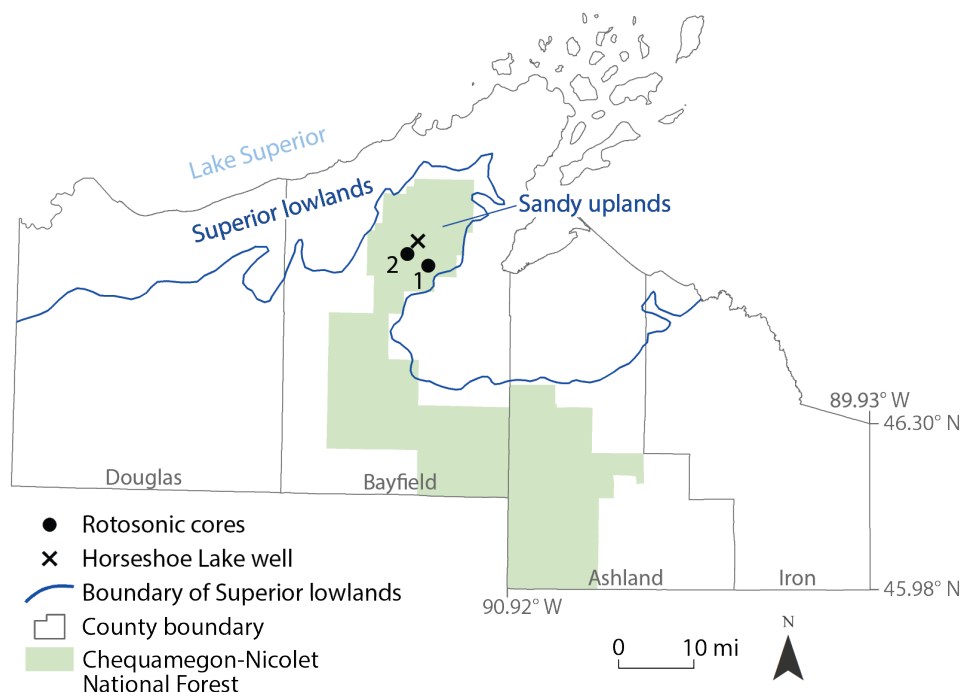 Lake Superior
Superior lowlands
Sandy uplands
2
1
89.93° W
46.30° N
Douglas
Bayfield
Ashland
Iron
45.98° N
90.92° W
Rotosonic cores
Horseshoe Lake well
Boundary of Superior lowlands
County boundary
Chequamegon-Nicolet
National Forest
0 10 mi
N